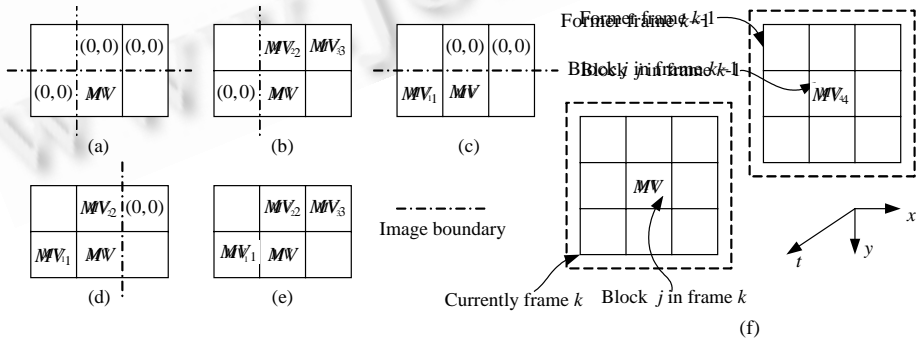 (0, 0) (0, 0)
(0, 0) MV
(a)
MV2 MV3
(0, 0) MV
(b)
(0, 0) (0, 0)
MV1 MV
(c)
MV2 (0, 0)
MV1 MV
(d)
MV2 MV3
MV1 MV
(e)
Image boundary
Former frame k-1
Block j in frame k-1
MV4
MV
Currently frame k
Block j in frame k
x
y
t
(f)